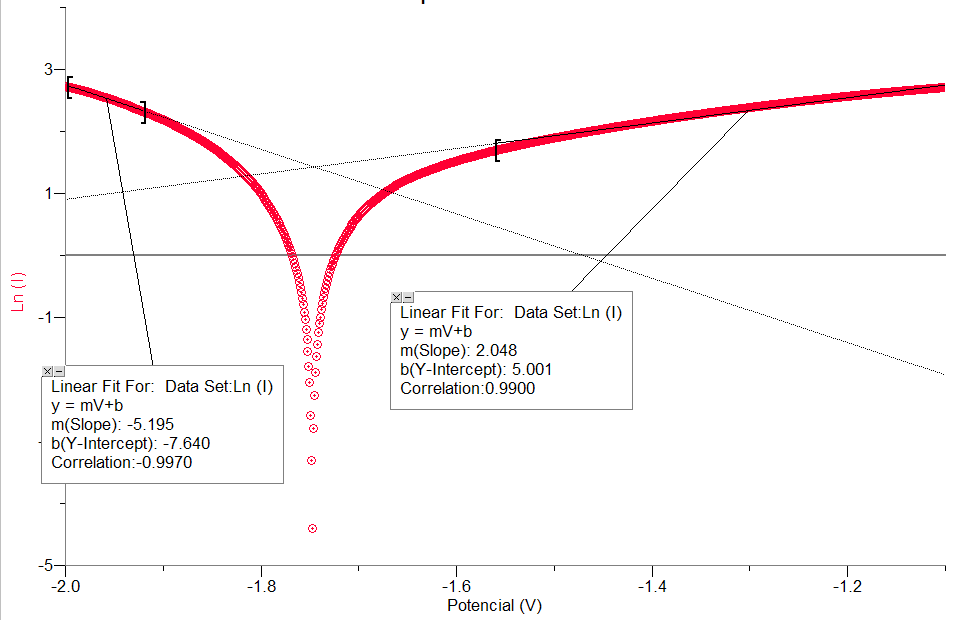 3
1
Ln (I)
-1
-5
Linear Fit For: Data Set:Ln (I)
y = mV+b
m(Slope): 2.048
b(Y-Intercept): 5.001
Correlation:0.9900
Linear Fit For: Data Set:Ln (I)
y = mV+b
m(Slope): -5.195
b(Y-Intercept): -7.640
Correlation:-0.9970
-2.0 -1.8 -1.6 -1.4 -1.2
Potencial (V)